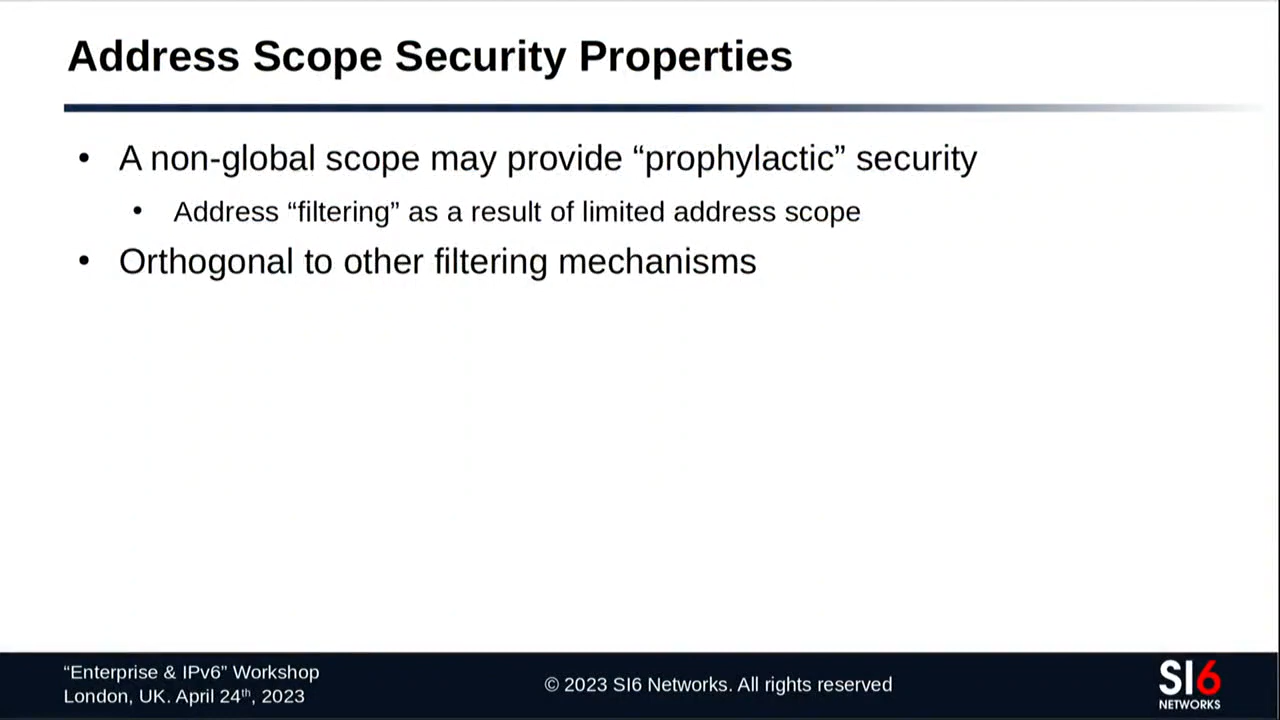 Address Scope Security Properties
• A non-global scope may provide “prophylactic” security
• Address “filtering” as a result of limited address scope
• Orthogonal to other filtering mechanisms
“Enterprise & IPv6” Workshop
London, UK. April 24th, 2023
© 2023 SI6 Networks. All rights reserved
SI6
NETWORKS